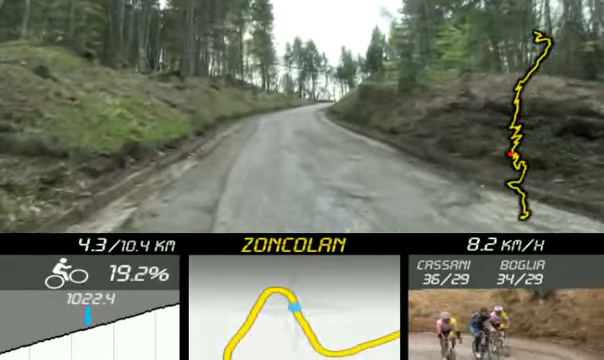 4.3/10.4 KM
ZONCOLAN
8.2 KM/H
19.2%
1022.4
CASSANI BOGLIA
36/29 34/29